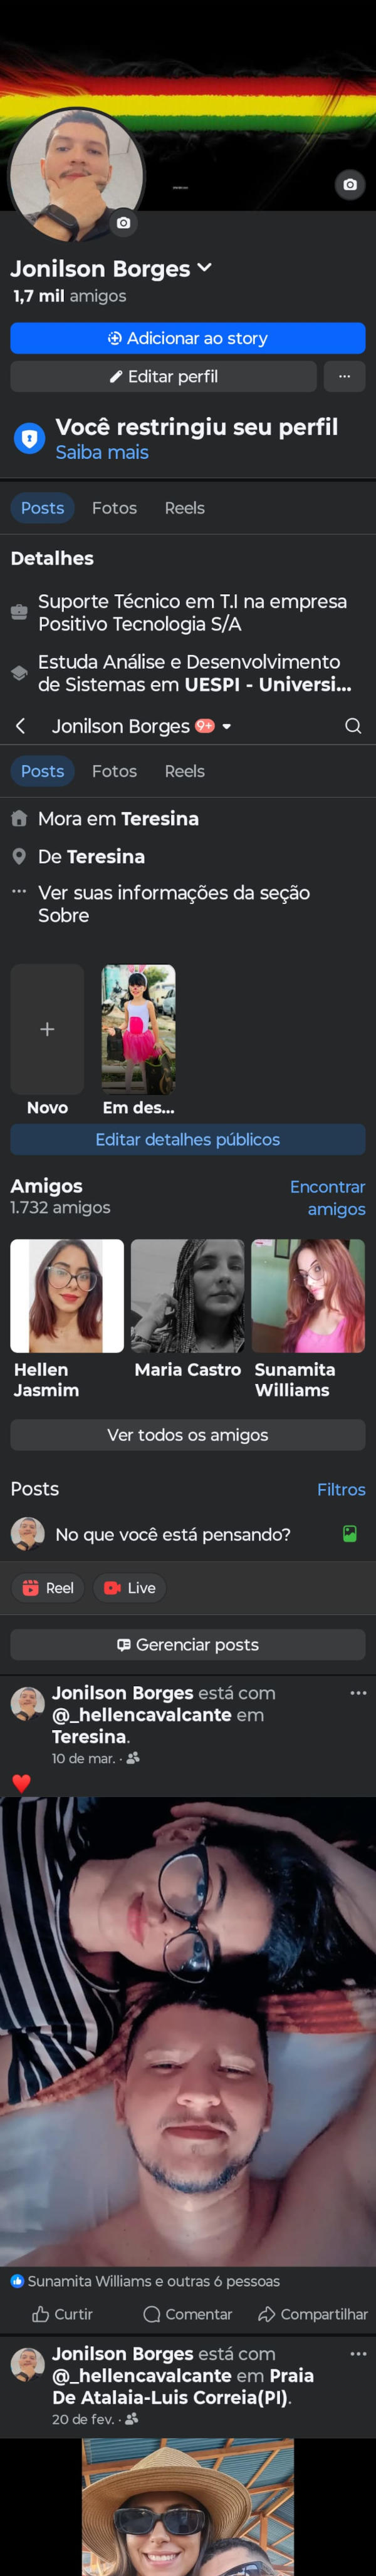 Jonilson Borges
1,7 mil amigos
Adicionar ao story
Editar perfil
Você restringiu seu perfil
Saiba mais
Posts Fotos Reels
Detalhes
Suporte Técnico em T.I na empresa
Positivo Tecnologia S/A
Estuda Análise e Desenvolvimento
de Sistemas em UESPI - Universi...
Jonilson Borges 9+
Posts Fotos Reels
Mora em Teresina
De Teresina
Ver suas informações da seção
Sobre
Novo Em des...
Editar detalhes públicos
Amigos
1.732 amigos
Encontrar
amigos
Hellen
Jasmim
Maria Castro
Sunamita
Williams
Ver todos os amigos
Posts Filtros
No que você está pensando?
Reel Live
Gerenciar posts
Jonilson Borges está com
@_hellencavalcante em
Teresina.
10 de mar. ·
Sunamita Williams e outras 6 pessoas
Curtir Comentar Compartilhar
Jonilson Borges está com
@_hellencavalcante em Praia
De Atalaia-Luis Correia(PI).
20 de fev. ·